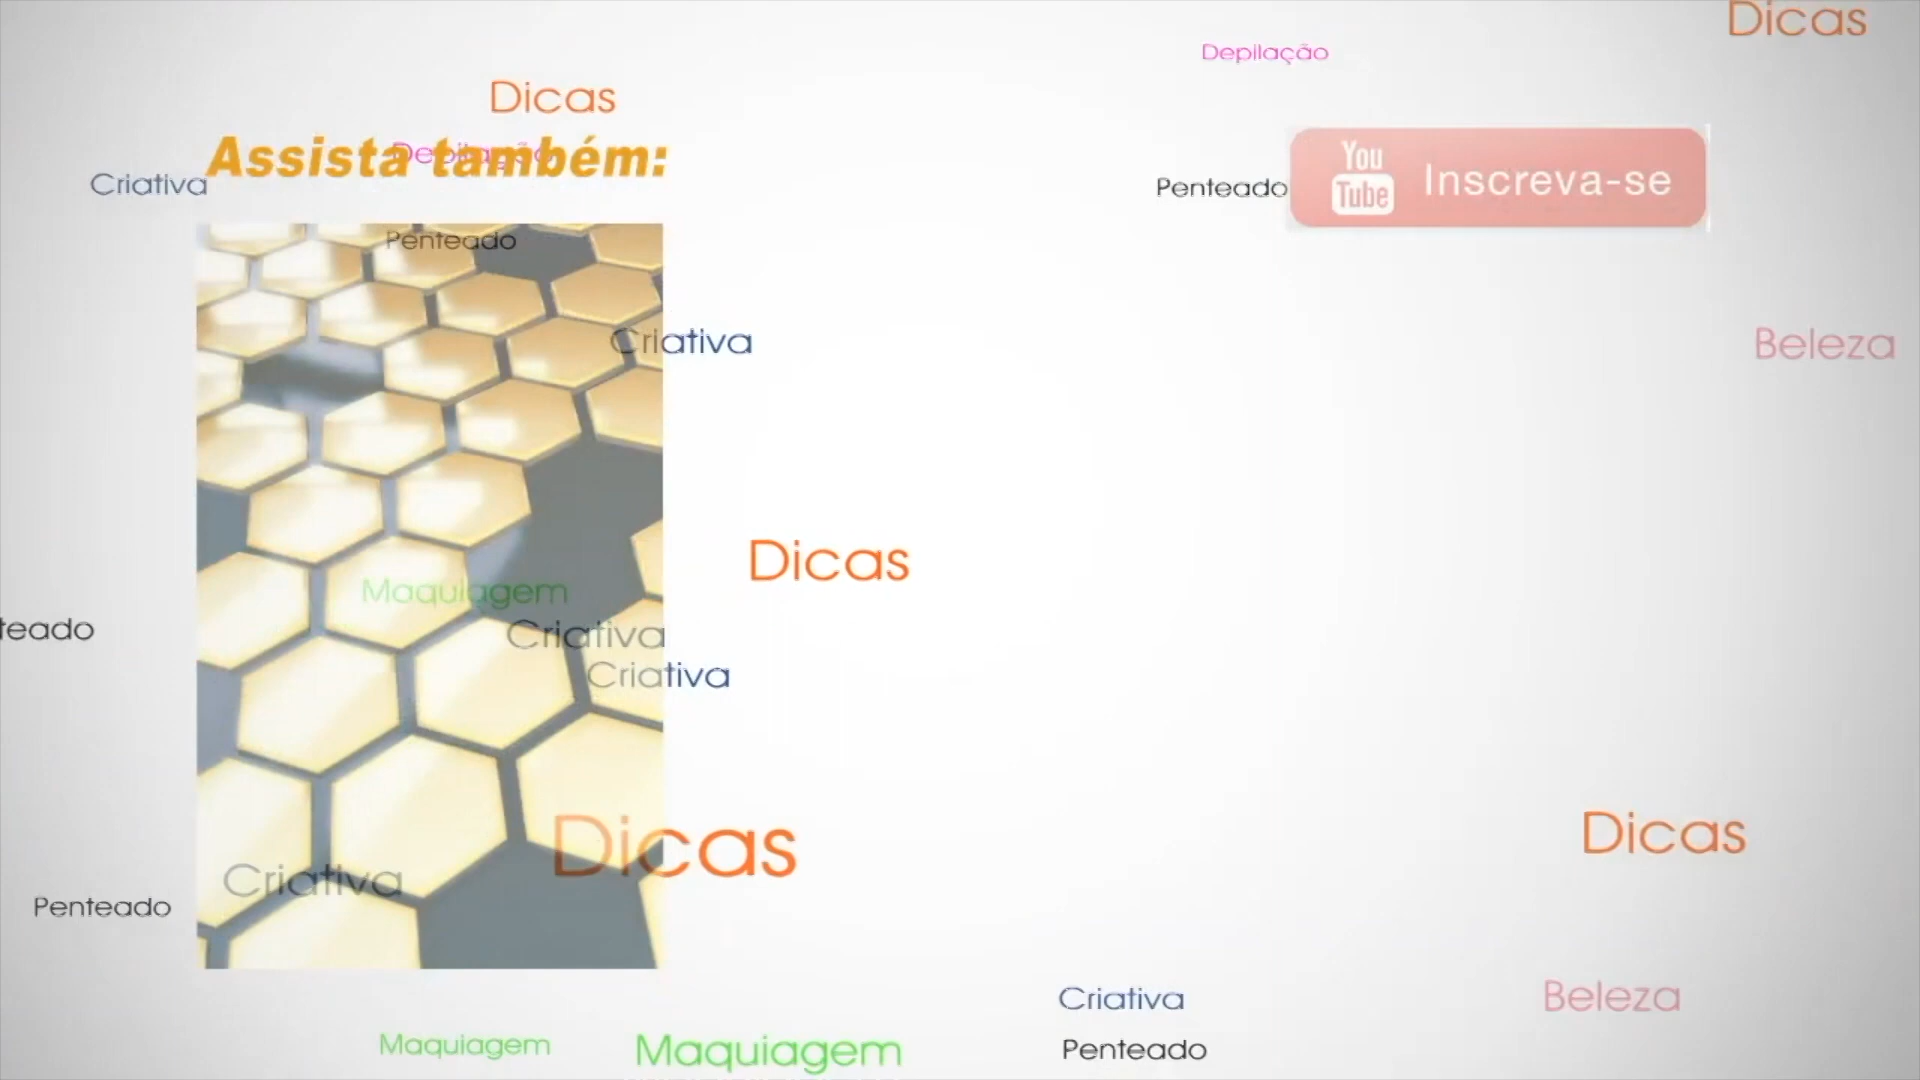 Dicas
Depilação
Dicas
Assista também:
Depilação
Criativa
Penteado
You
Tube
Inscreva-se
Penteado
Criativa
Beleza
Dicas
Maquiagem
teado
Criativa
Criativa
Dicas
Dicas
Criativa
Penteado
Criativa
Beleza
Maquiagem
Maquiagem
Penteado